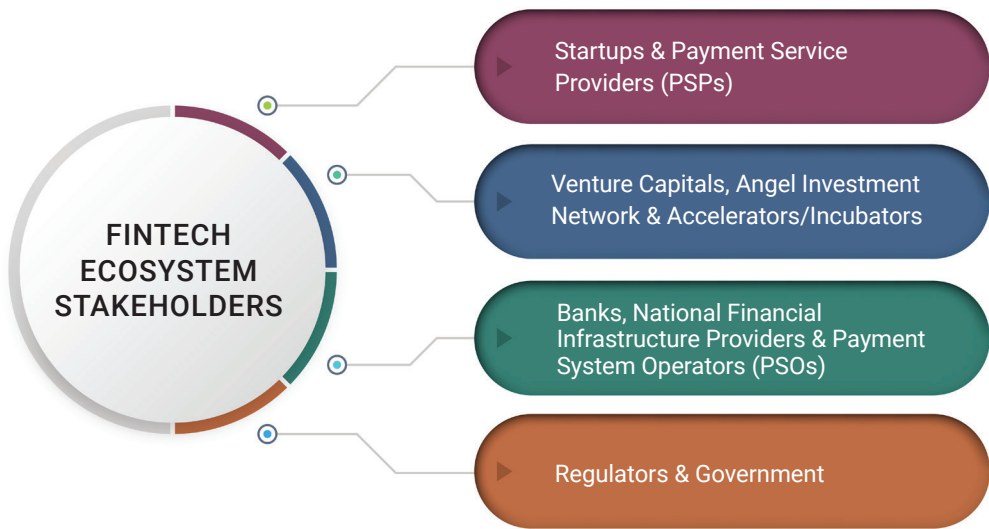 FINTECH
ECOSYSTEM
STAKEHOLDERS
Startups & Payment Service
Providers (PSPs)
Venture Capitals, Angel Investment
Network & Accelerators/Incubators
Banks, National Financial
Infrastructure Providers & Payment
System Operators (PSOs)
Regulators & Government